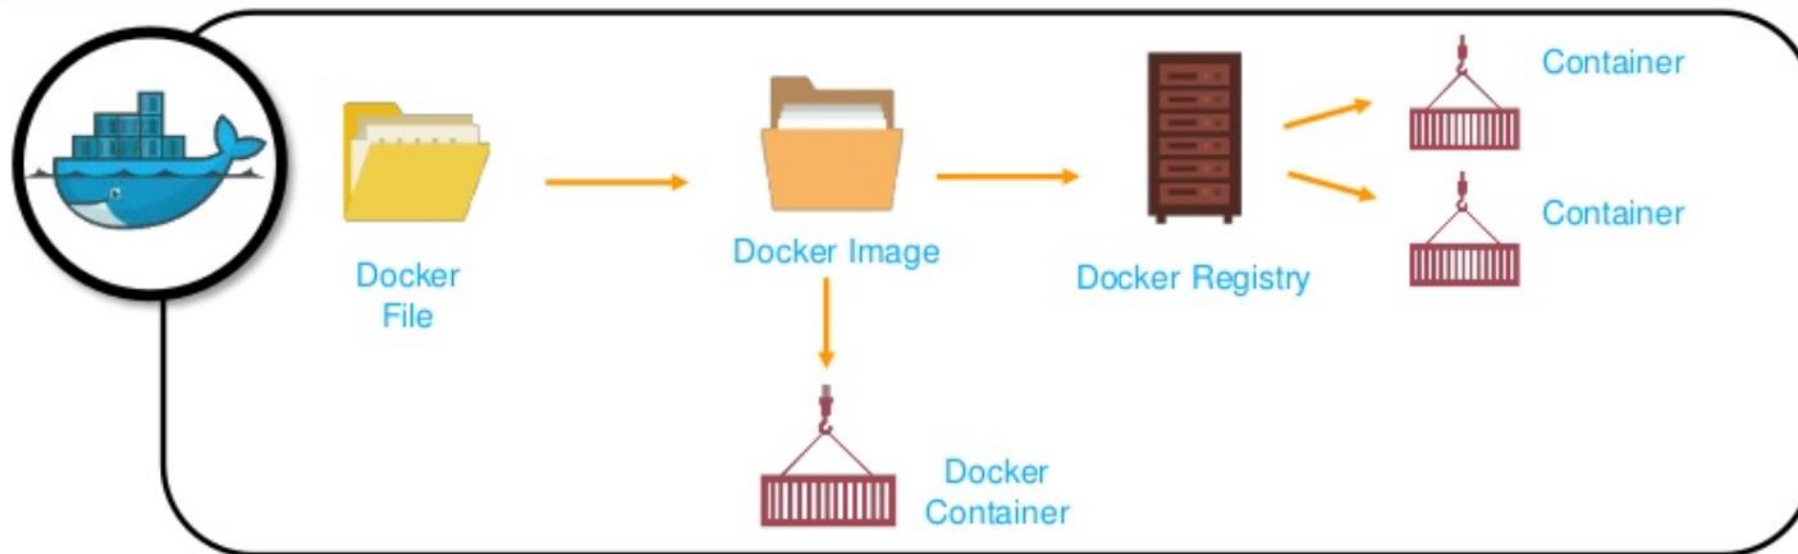 Docker
File
Docker Image
Docker
Container
Docker Registry
Container
Container